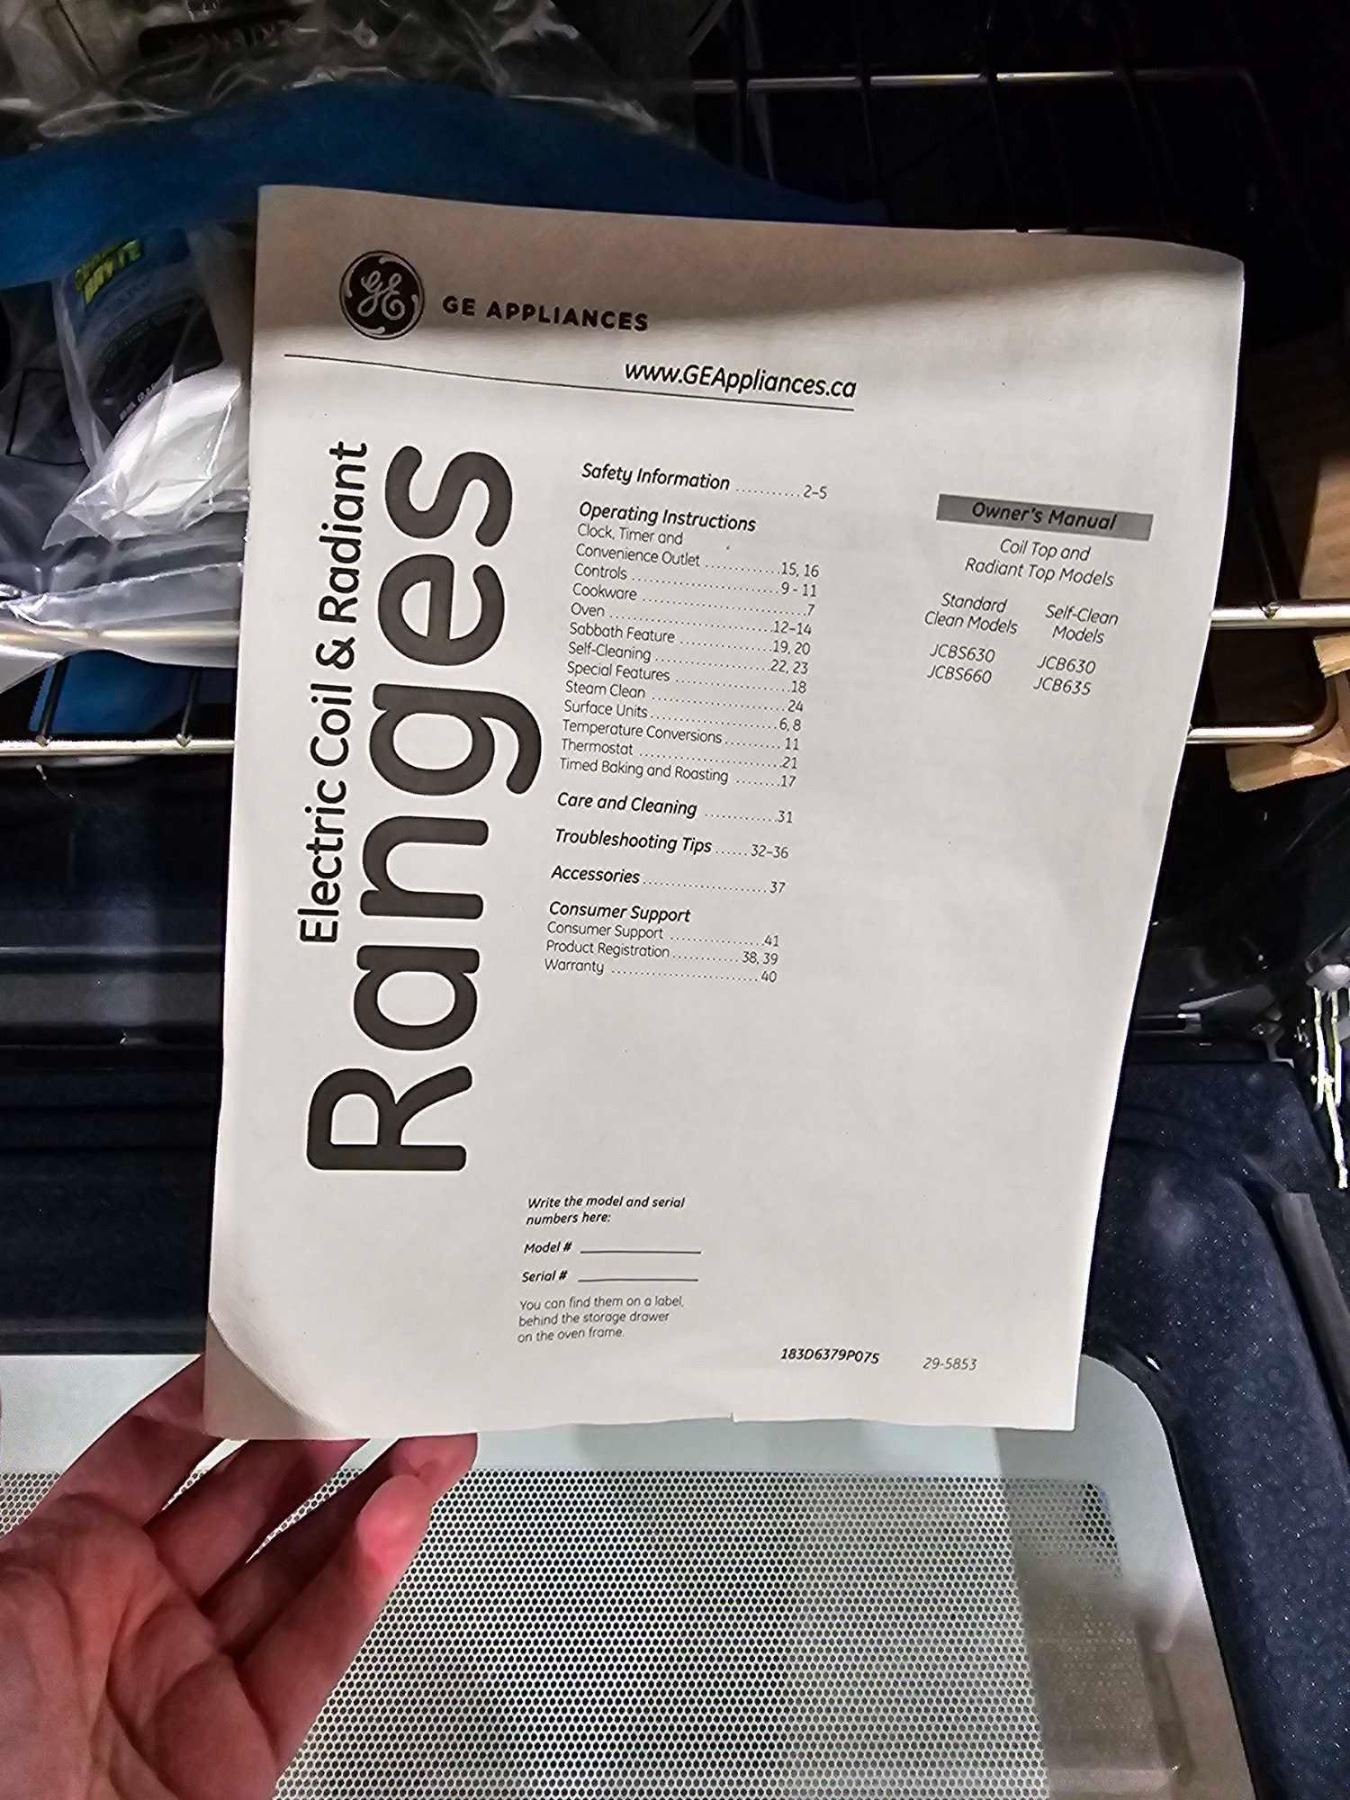 GE APPLIANCES
www.GEAppliances.ca
Electric Coil & Radiant
Ranges
Safety Information ........... 2–5
Operating Instructions
Clock, Timer and
Convenience Outlet ............15, 16
Controls ........................9 - 11
Cookware ..........................7
Oven ..........................12–14
Sabbath Feature ................19, 20
Self-Cleaning ...................22, 23
Special Features ..................18
Steam Clean .....................24
Surface Units ...................6, 8
Temperature Conversions......... 11
Thermostat .....................21
Timed Baking and Roasting .......17
Care and Cleaning ............31
Troubleshooting Tips ...... 32–36
Accessories ......................37
Consumer Support
Consumer Support ................41
Product Registration........... 38, 39
Warranty .........................40
Owner's Manual
Coil Top and
Radiant Top Models
Standard
Clean Models
JCBS630
JCBS660
Self-Clean
Models
JCB630
JCB635
Write the model and serial
numbers here:
Model #
Serial #
You can find them on a label,
behind the storage drawer
on the oven frame.
183D6379P075 29-5853